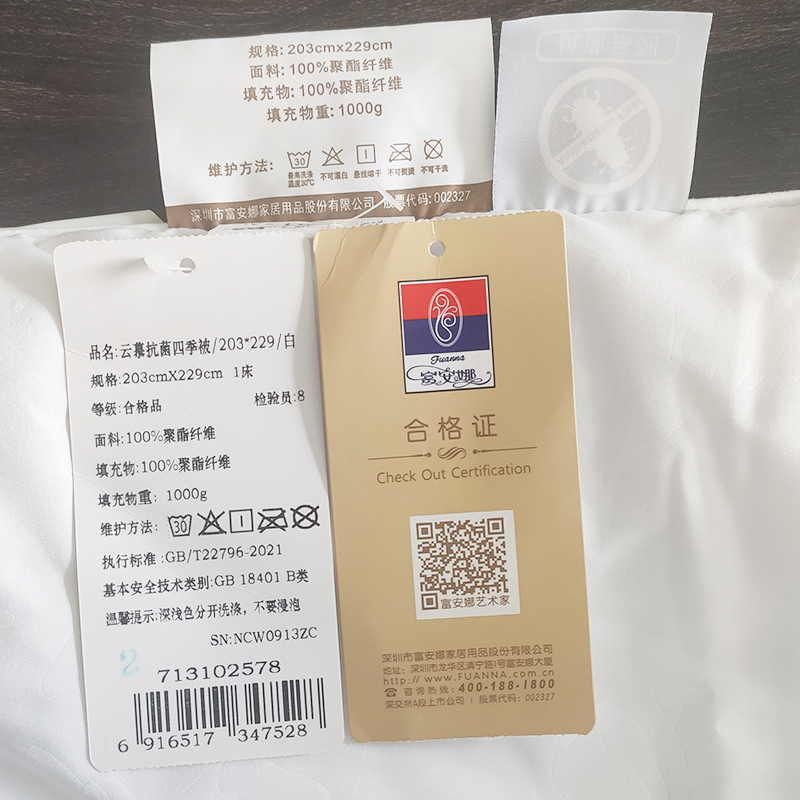 规格: 203cmx229cm
面料: 100%聚酯纤维
填充物: 100%聚酯纤维
填充物重: 1000g
维护方法:
30
最高洗涤温度30℃
不可漂白
悬挂晾干
不可熨烫
不可干洗
深圳市富安娜家居用品股份有限公司 股票代码: 002327
品名:云慕抗菌四季被/203*229/白
规格:203cmX229cm 1床
等级:合格品 检验员:8
面料:100%聚酯纤维
填充物:100%聚酯纤维
填充物重: 1000g
维护方法:
30
执行标准:GB/T22796-2021
基本安全技术类别:GB 18401 B类
温馨提示:深浅色分开洗涤,不要浸泡
SN:NCW0913ZC
2
713102578
6 916517 347528
Fuanna
富安娜
合格证
Check Out Certification
富安娜艺术家
深圳市富安娜家居用品股份有限公司
地址: 深圳市龙华区清宁路1号富安娜大厦
http:// www.FUANNA.com.cn
咨询热线: 400-188-1800
深交所A股上市公司 | 股票代码: 002327